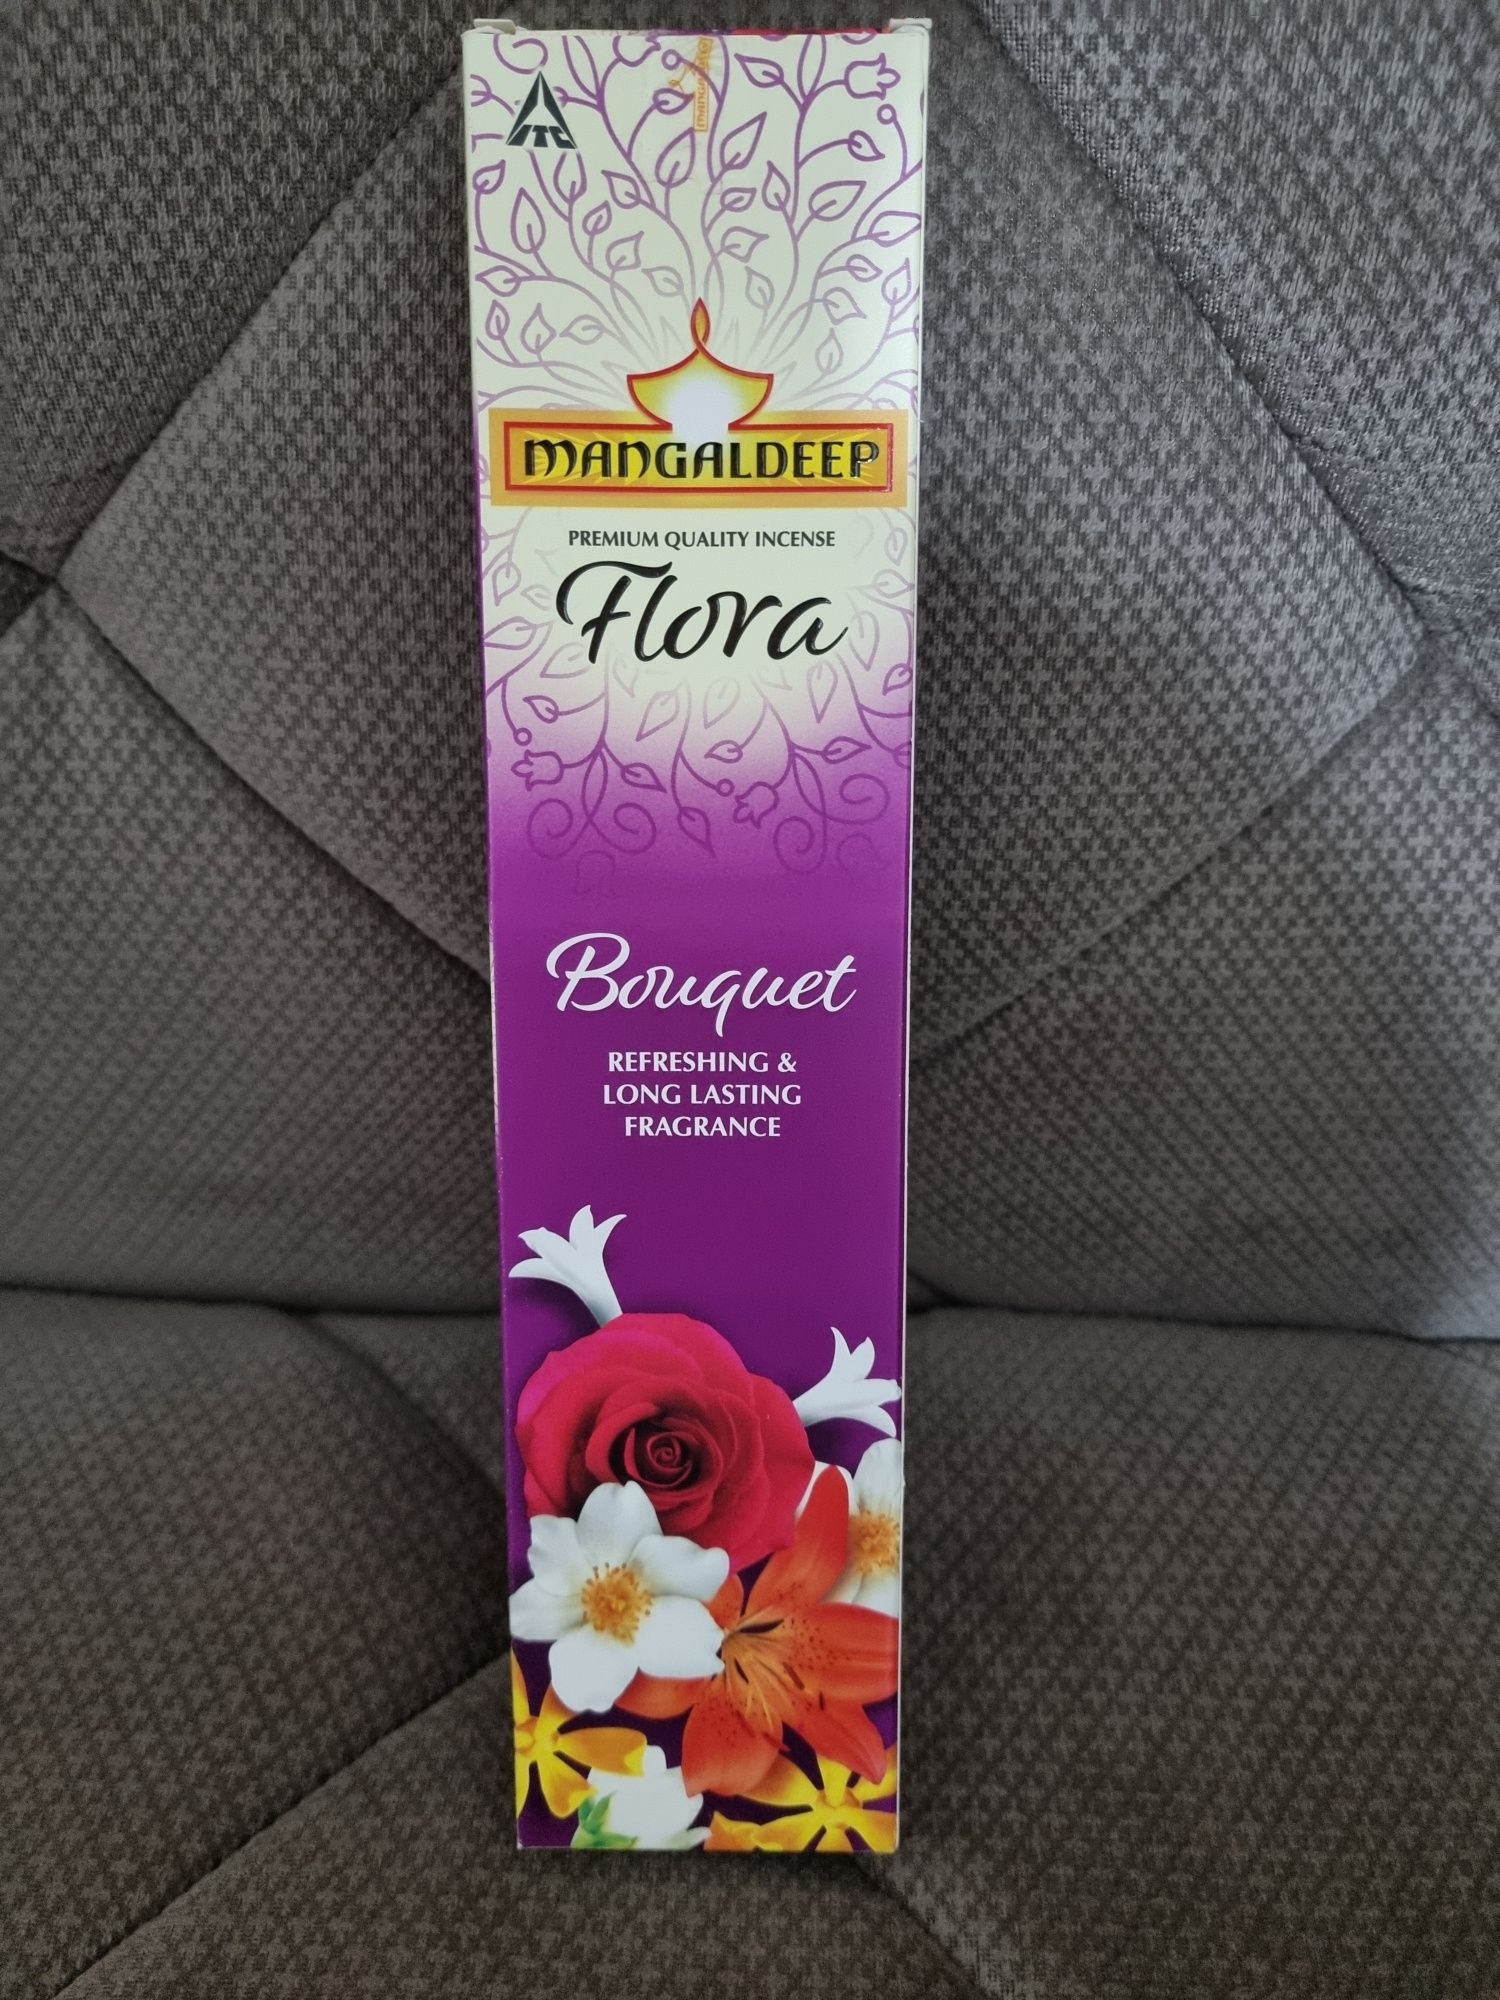 ITC
MANGALDEEP
PREMIUM QUALITY INCENSE
Flora
Bouquet
REFRESHING &
LONG LASTING
FRAGRANCE